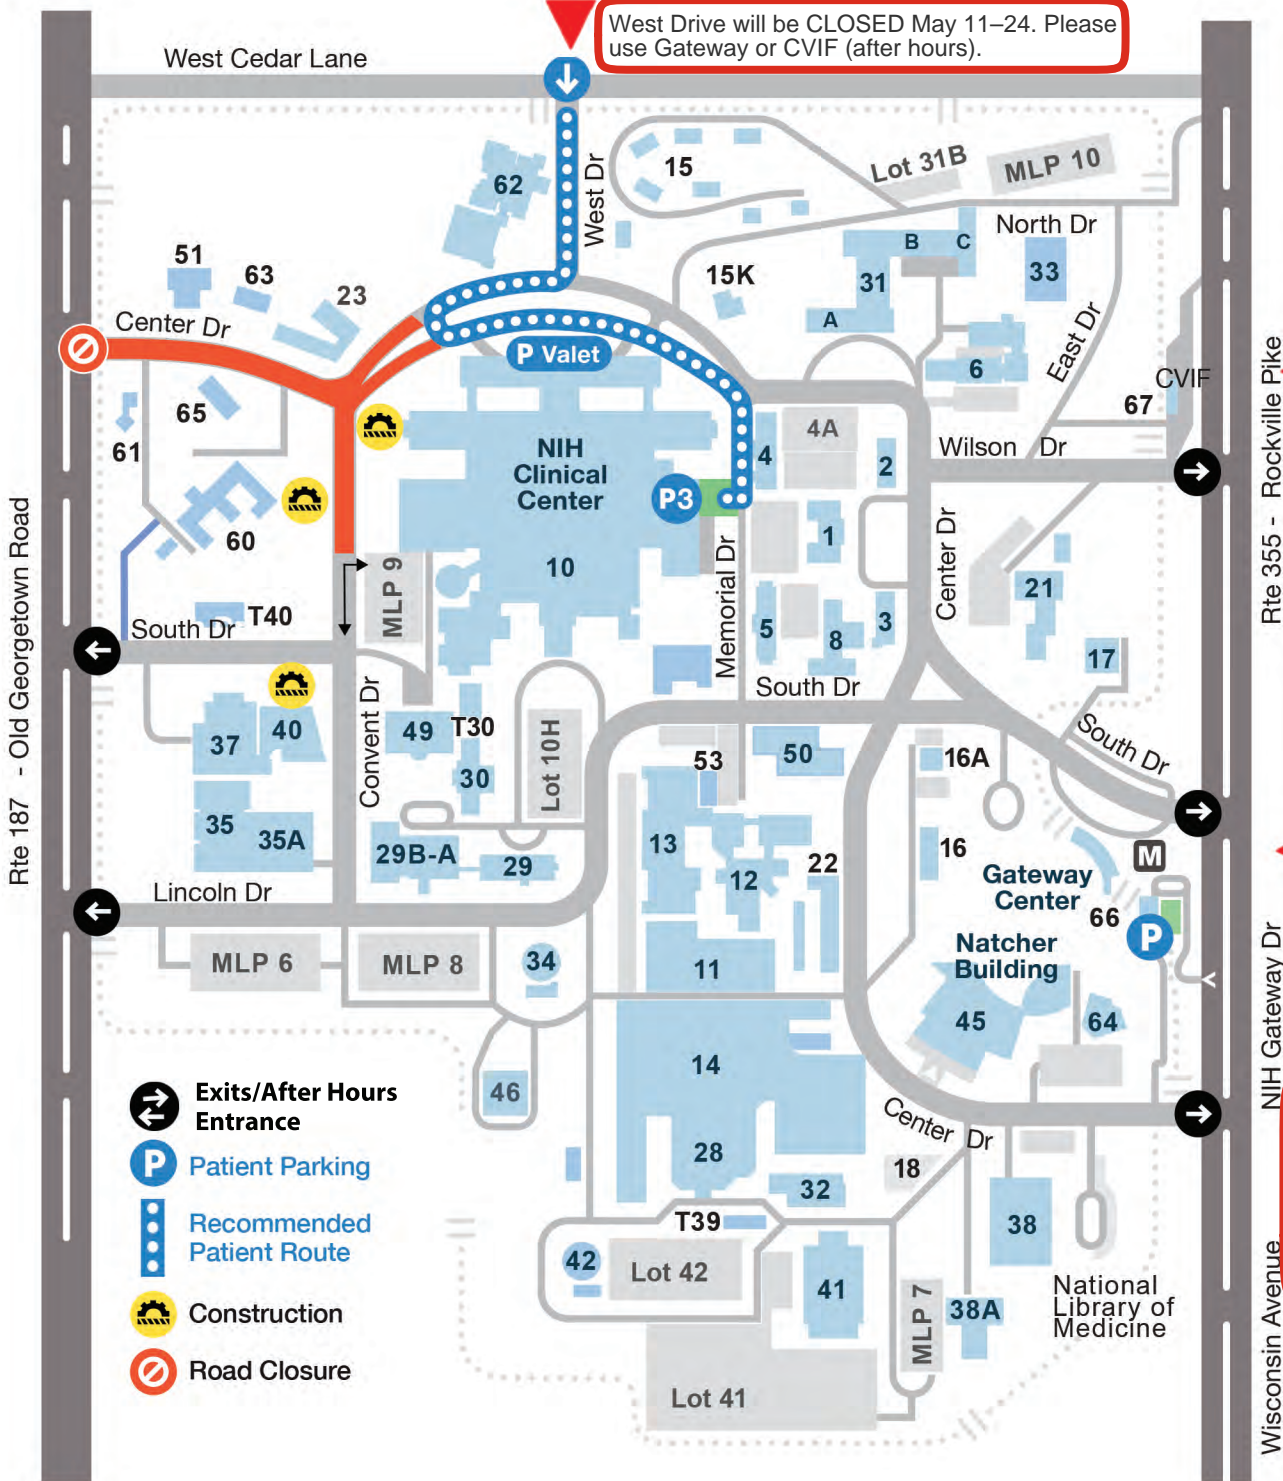 West Drive will be CLOSED May 11–24. Please
use Gateway or CVIF (after hours).
West Cedar Lane
West Dr
15
Lot 31B
MLP 10
62
North Dr
B
C
51
63
23
15K
31
33
A
Center Dr
P Valet
East Dr
6
CVIF
67
65
61
4A
4
2
Wilson Dr
NIH
Clinical
Center
P3
60
1
10
MLP 9
Memorial Dr
Center Dr
21
T40
South Dr
5
8
3
17
South Dr
Rte 187 - Old Georgetown Road
Rte 355 - Rockville Pike
Convent Dr
37
40
49
T30
30
Lot 10H
53
50
16A
South Dr
35
35A
29B-A
29
13
12
22
16
M
Gateway
Center
66
P
Lincoln Dr
MLP 6
MLP 8
34
11
Natcher
Building
45
64
NIH Gateway Dr
46
14
Center Dr
28
18
32
38
T39
42
Lot 42
41
MLP 7
38A
National
Library of
Medicine
Lot 41
Wisconsin Avenue
Exits/After Hours
Entrance
P
Patient Parking
Recommended
Patient Route
Construction
Road Closure